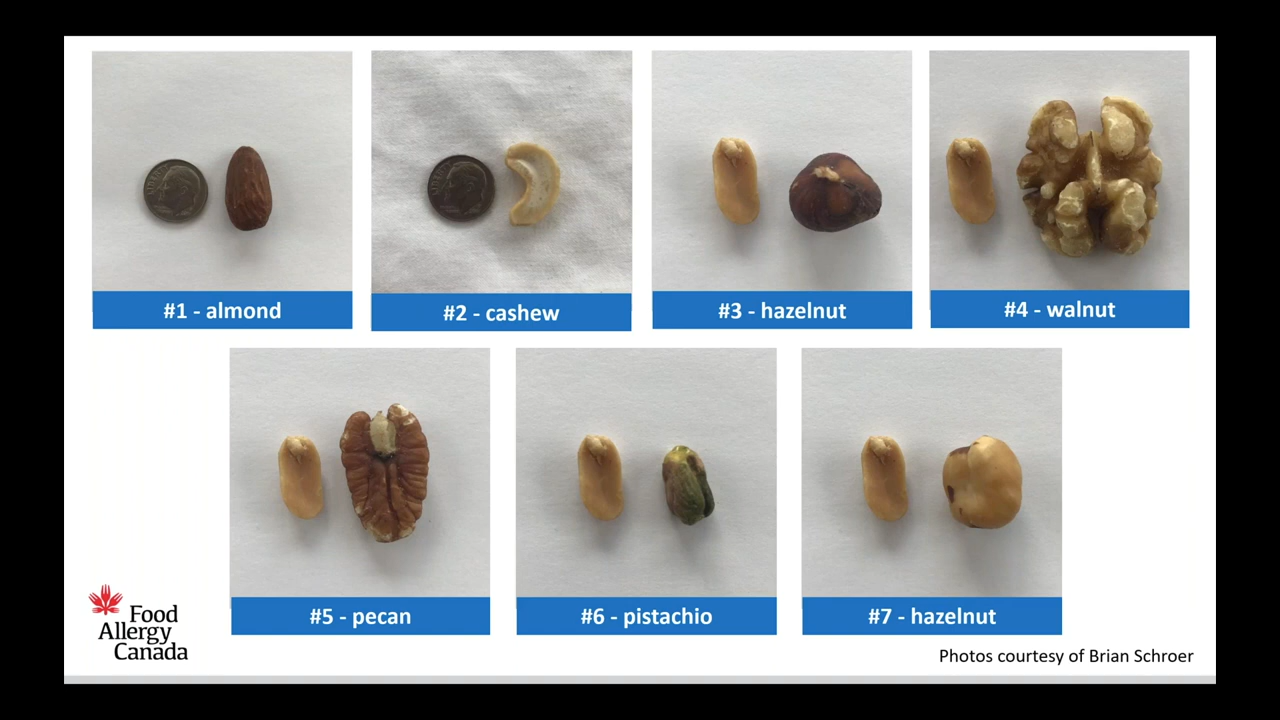 #1 - almond
#2 - cashew
#3 - hazelnut
#4 - walnut
#5 - pecan
#6 - pistachio
#7 - hazelnut
Food
Allergy
Canada
Photos courtesy of Brian Schroer